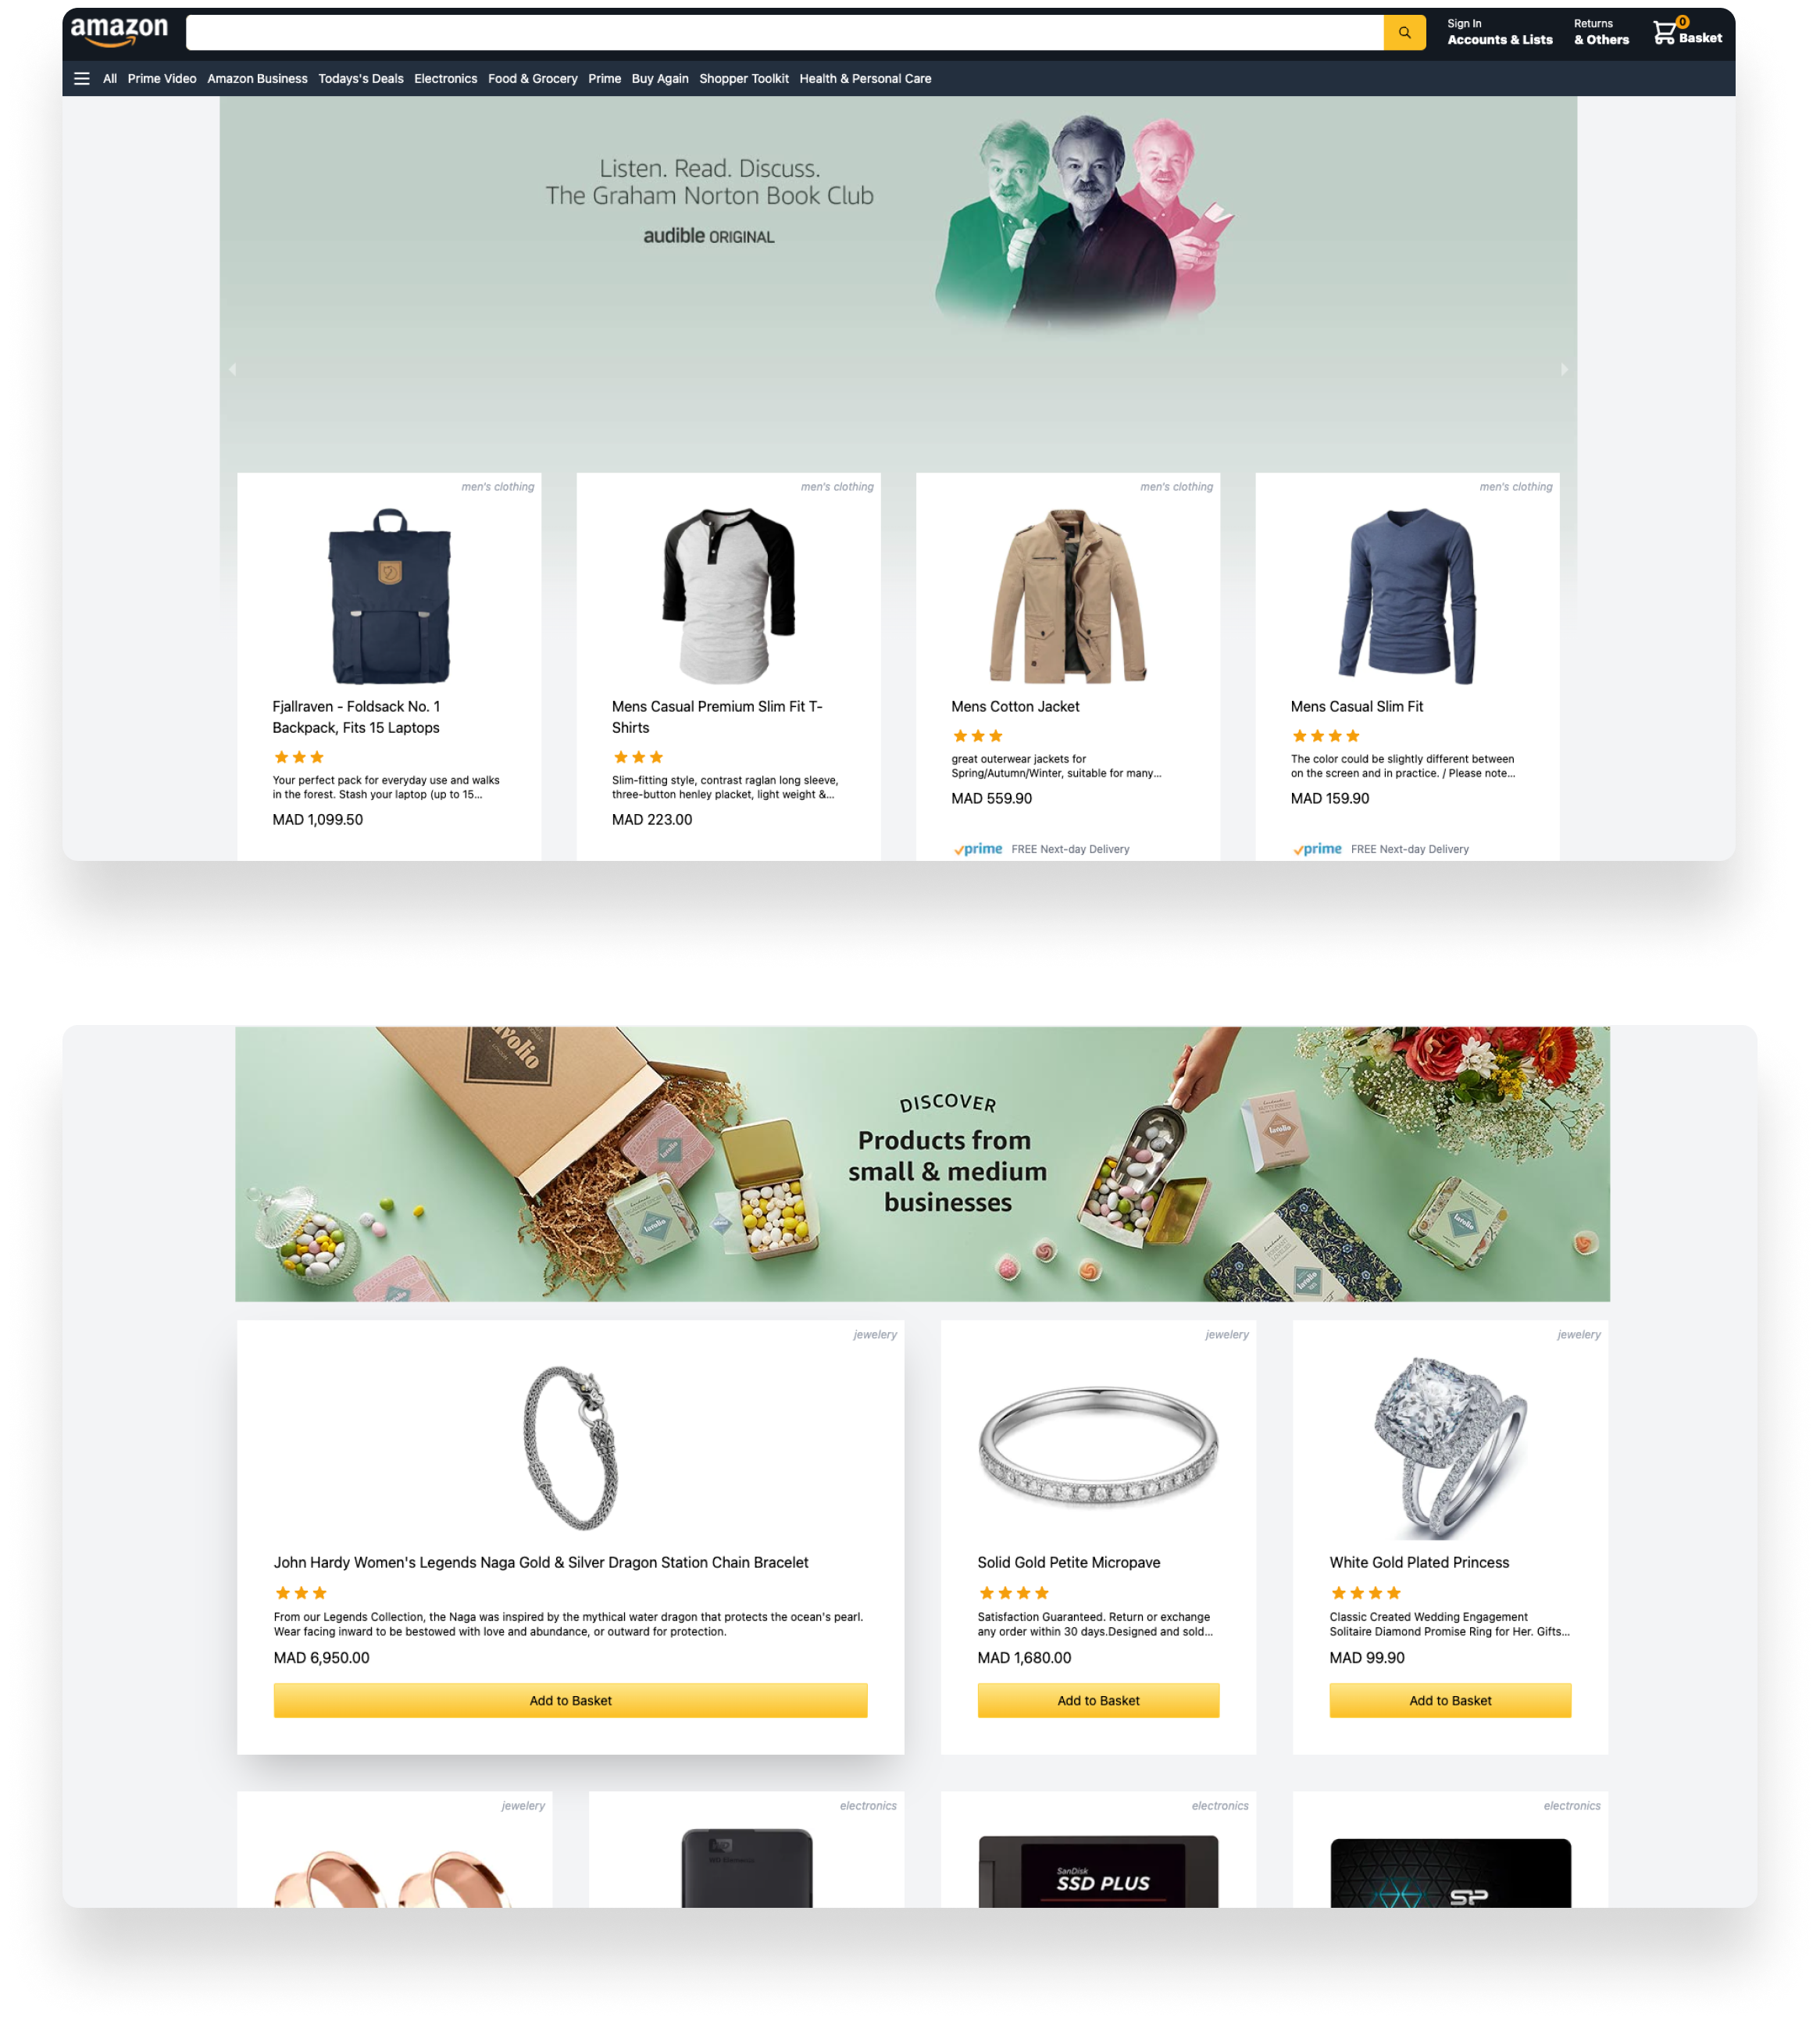 amazon
Sign In
Accounts & Lists
Returns
& Others
0
Basket
All Prime Video Amazon Business Todays's Deals Electronics Food & Grocery Prime Buy Again Shopper Toolkit Health & Personal Care
Listen. Read. Discuss.
The Graham Norton Book Club
audible ORIGINAL
men's clothing
Fjallraven - Foldsack No. 1
Backpack, Fits 15 Laptops
Your perfect pack for everyday use and walks
in the forest. Stash your laptop (up to 15...
MAD 1,099.50
men's clothing
Mens Casual Premium Slim Fit T-
Shirts
Slim-fitting style, contrast raglan long sleeve,
three-button henley placket, light weight &...
MAD 223.00
men's clothing
Mens Cotton Jacket
great outerwear jackets for
Spring/Autumn/Winter, suitable for many...
MAD 559.90
prime FREE Next-day Delivery
men's clothing
Mens Casual Slim Fit
The color could be slightly different between
on the screen and in practice. / Please note...
MAD 159.90
prime FREE Next-day Delivery
DISCOVER
Products from
small & medium
businesses
lavolio
lavolio
lavolio
lavolio
lavolio
jewelery
John Hardy Women's Legends Naga Gold & Silver Dragon Station Chain Bracelet
From our Legends Collection, the Naga was inspired by the mythical water dragon that protects the ocean's pearl.
Wear facing inward to be bestowed with love and abundance, or outward for protection.
MAD 6,950.00
Add to Basket
jewelery
Solid Gold Petite Micropave
Satisfaction Guaranteed. Return or exchange
any order within 30 days.Designed and sold...
MAD 1,680.00
Add to Basket
jewelery
White Gold Plated Princess
Classic Created Wedding Engagement
Solitaire Diamond Promise Ring for Her. Gifts...
MAD 99.90
Add to Basket
jewelery
electronics
WD
WD Elements
electronics
SanDisk
SSD PLUS
electronics
SP